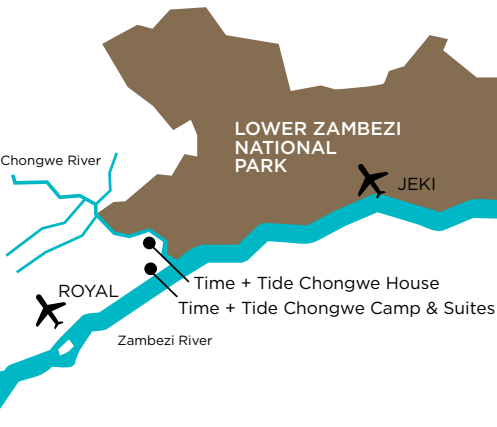 LOWER ZAMBEZI
NATIONAL
PARK
Chongwe River
JEKI
Time + Tide Chongwe House
ROYAL
Time + Tide Chongwe Camp & Suites
Zambezi River